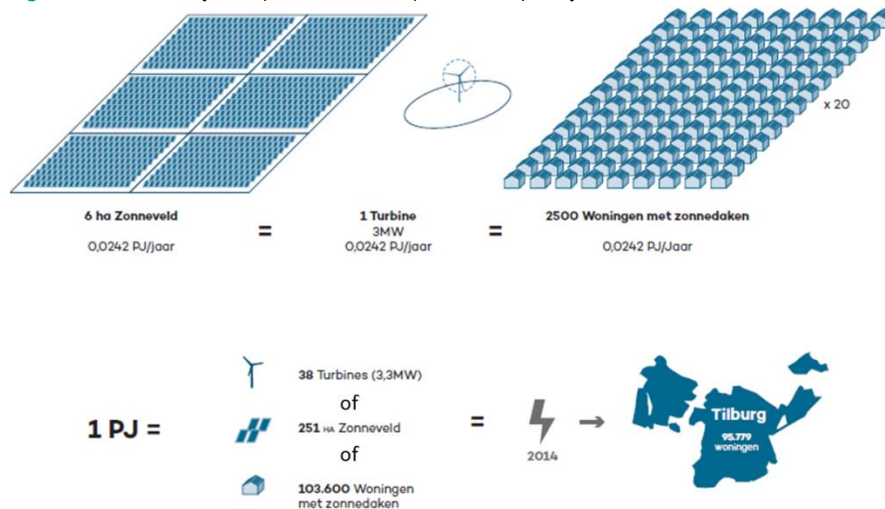 x 20
6 ha Zonneveld
0,0242 PJ/jaar
=
1 Turbine
3MW
0,0242 PJ/jaar
=
2500 Woningen met zonnedaken
0,0242 PJ/Jaar
1 PJ =
38 Turbines (3,3MW)
of
251 HA Zonneveld
of
103.600 Woningen
met zonnedaken
=
2014
Tilburg
95.779
woningen